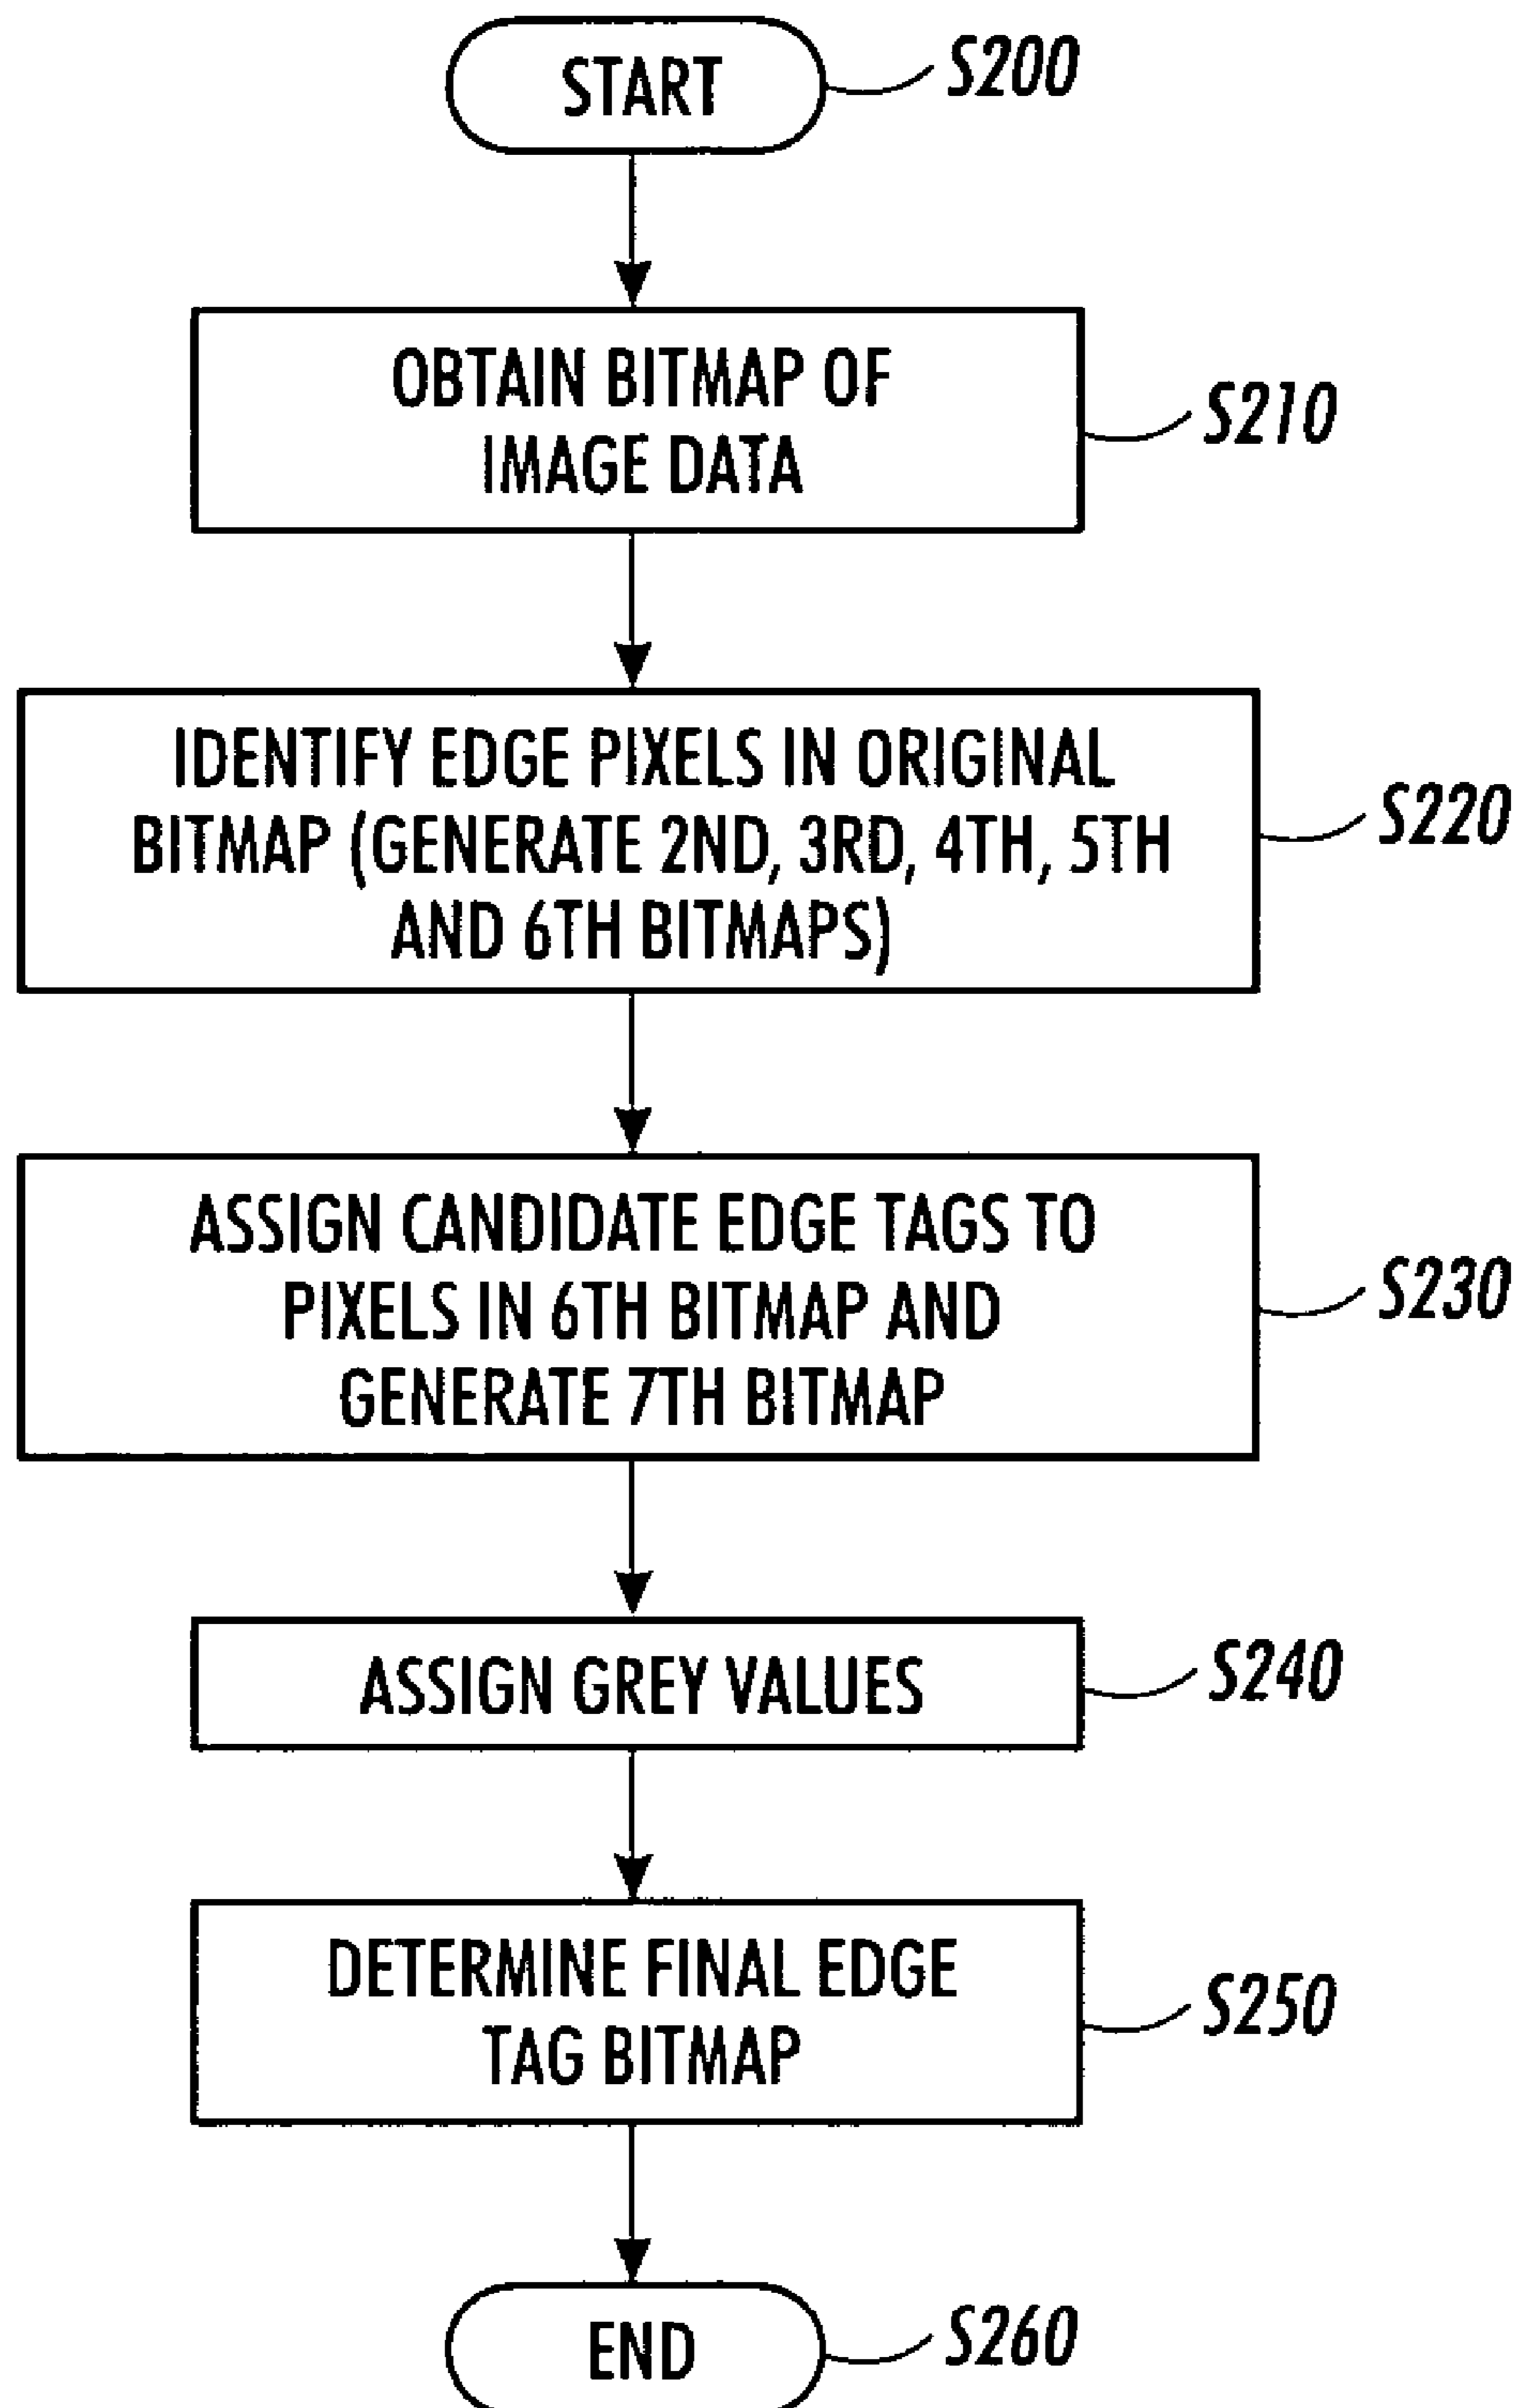 START
S200
OBTAIN BITMAP OF
IMAGE DATA
S210
IDENTIFY EDGE PIXELS IN ORIGINAL
BITMAP (GENERATE 2ND, 3RD, 4TH, 5TH
AND 6TH BITMAPS)
S220
ASSIGN CANDIDATE EDGE TAGS TO
PIXELS IN 6TH BITMAP AND
GENERATE 7TH BITMAP
S230
ASSIGN GREY VALUES
S240
DETERMINE FINAL EDGE
TAG BITMAP
S250
END
S260